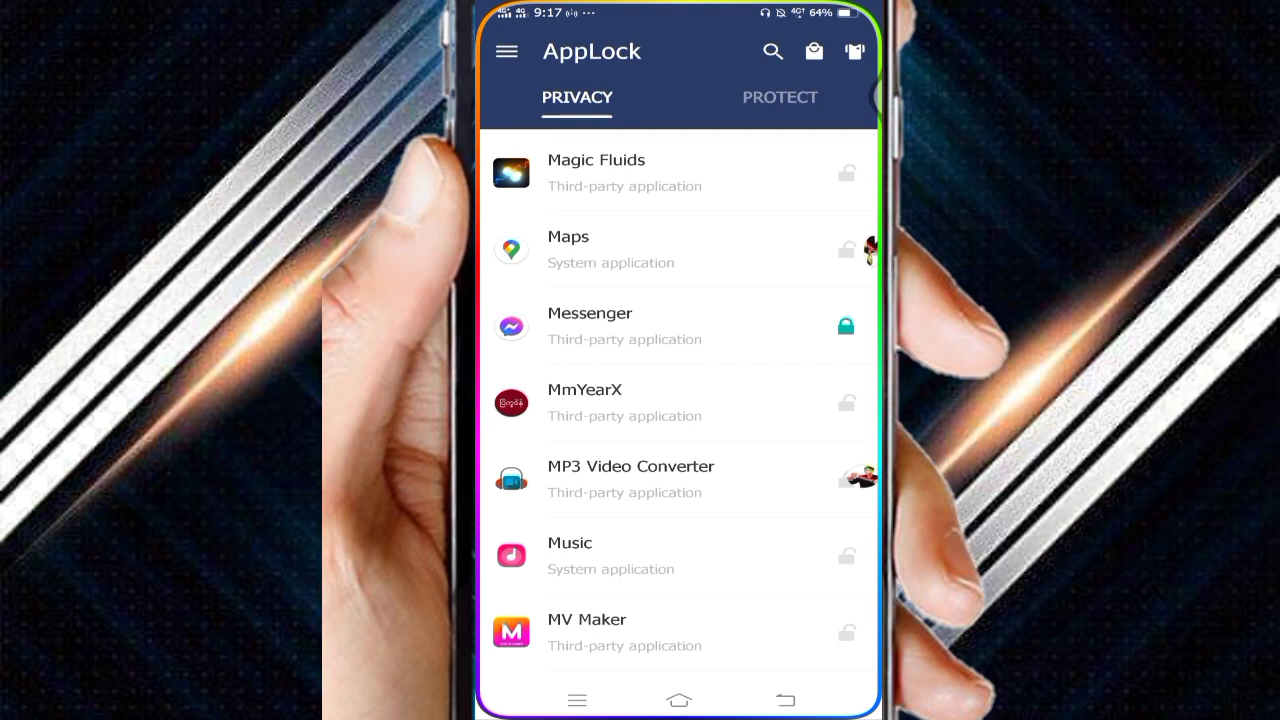 9:17 ... 4G 64%
AppLock
PRIVACY PROTECT
Magic Fluids
Third-party application
Maps
System application
Messenger
Third-party application
MmYearX
Third-party application
MP3 Video Converter
Third-party application
Music
System application
MV Maker
Third-party application